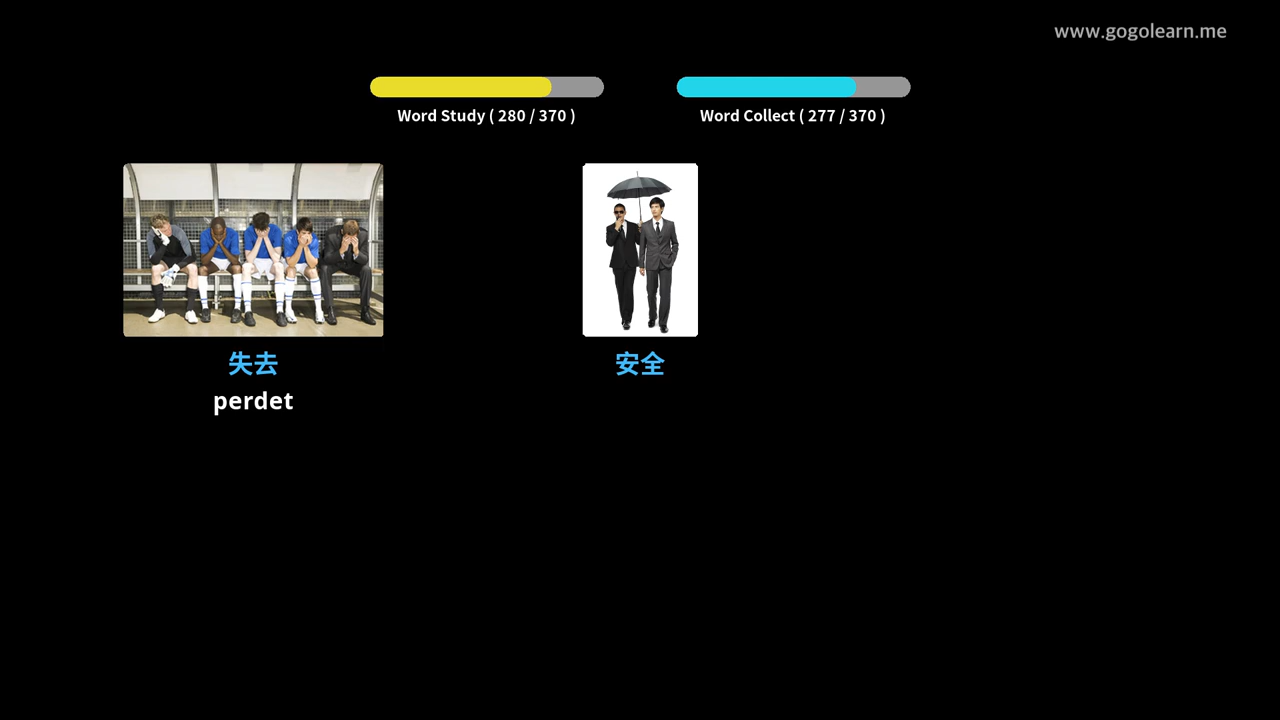 www.gogolearn.me
Word Study ( 280 / 370 )
Word Collect ( 277 / 370 )
失去
perdet
安全